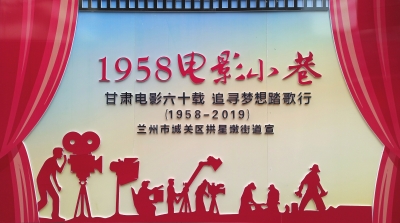 1958电影小巷
甘肃电影六十载 追寻梦想踏歌行
(1958-2019)
兰州市城关区拱星墩街道宣